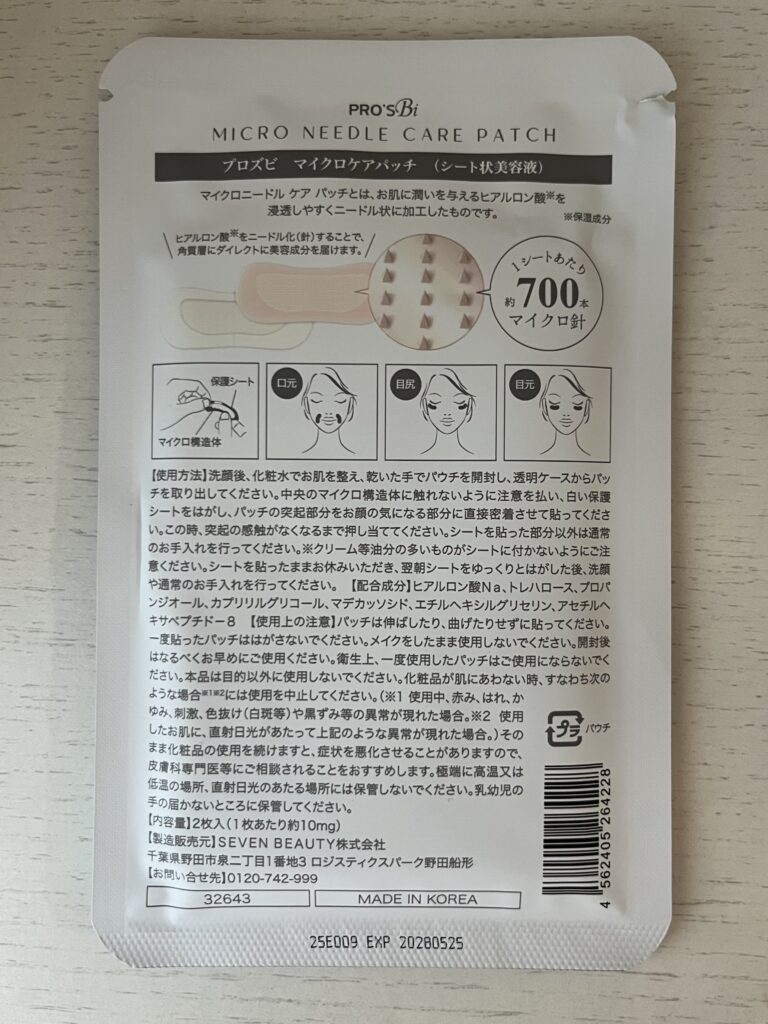 PRO'S Bi
MICRO NEEDLE CARE PATCH
プロズビ マイクロケアパッチ (シート状美容液)
マイクロニードル ケア パッチとは、お肌に潤いを与えるヒアルロン酸※を
浸透しやすくニードル状に加工したものです。
※保湿成分
ヒアルロン酸※をニードル化(針)することで、
角質層にダイレクトに美容成分を届けます。
1シートあたり
約700本
マイクロ針
保護シート
マイクロ構造体
口元
目尻
目元
【使用方法】洗顔後、化粧水でお肌を整え、乾いた手でパウチを開封し、透明ケースからパッ
チを取り出してください。中央のマイクロ構造体に触れないように注意を払い、白い保護
シートをはがし、パッチの突起部分をお顔の気になる部分に直接密着させて貼ってくださ
い。この時、突起の感触がなくなるまで押し当ててください。シートを貼った部分以外は通常
のお手入れを行ってください。※クリーム等油分の多いものがシートに付かないようにご注
意ください。シートを貼ったままお休みいただき、翌朝シートをゆっくりとはがした後、洗顔
や通常のお手入れを行ってください。 【配合成分】ヒアルロン酸Na、トレハロース、プロパ
ンジオール、カプリリルグリコール、マデカッソシド、エチルヘキシルグリセリン、アセチルヘ
キサペプチド－8 【使用上の注意】パッチは伸ばしたり、曲げたりせずに貼ってください。
一度貼ったパッチははがさないでください。メイクをしたまま使用しないでください。開封後
はなるべくお早めにご使用ください。衛生上、一度使用したパッチはご使用にならないでくだ
さい。本品は目的以外に使用しないでください。化粧品が肌にあわない時、すなわち次の
ような場合※1※2には使用を中止してください。(※1 使用中、赤み、はれ、か
ゆみ、刺激、色抜け(白斑等)や黒ずみ等の異常が現れた場合。※2 使用
したお肌に、直射日光があたって上記のような異常が現れた場合。)その
まま化粧品の使用を続けますと、症状を悪化させることがありますので、
皮膚科専門医等にご相談されることをおすすめします。極端に高温又は
低温の場所、直射日光のあたる場所には保管しないでください。乳幼児の
手の届かないところに保管してください。
【内容量】2枚入(1枚あたり約10mg)
【製造販売元】SEVEN BEAUTY株式会社
千葉県野田市泉二丁目1番地3 ロジスティクスパーク野田船形
【お問い合せ先】0120-742-999
プラ パウチ
4 562405 264228
32643
MADE IN KOREA
25E009 EXP 20280525